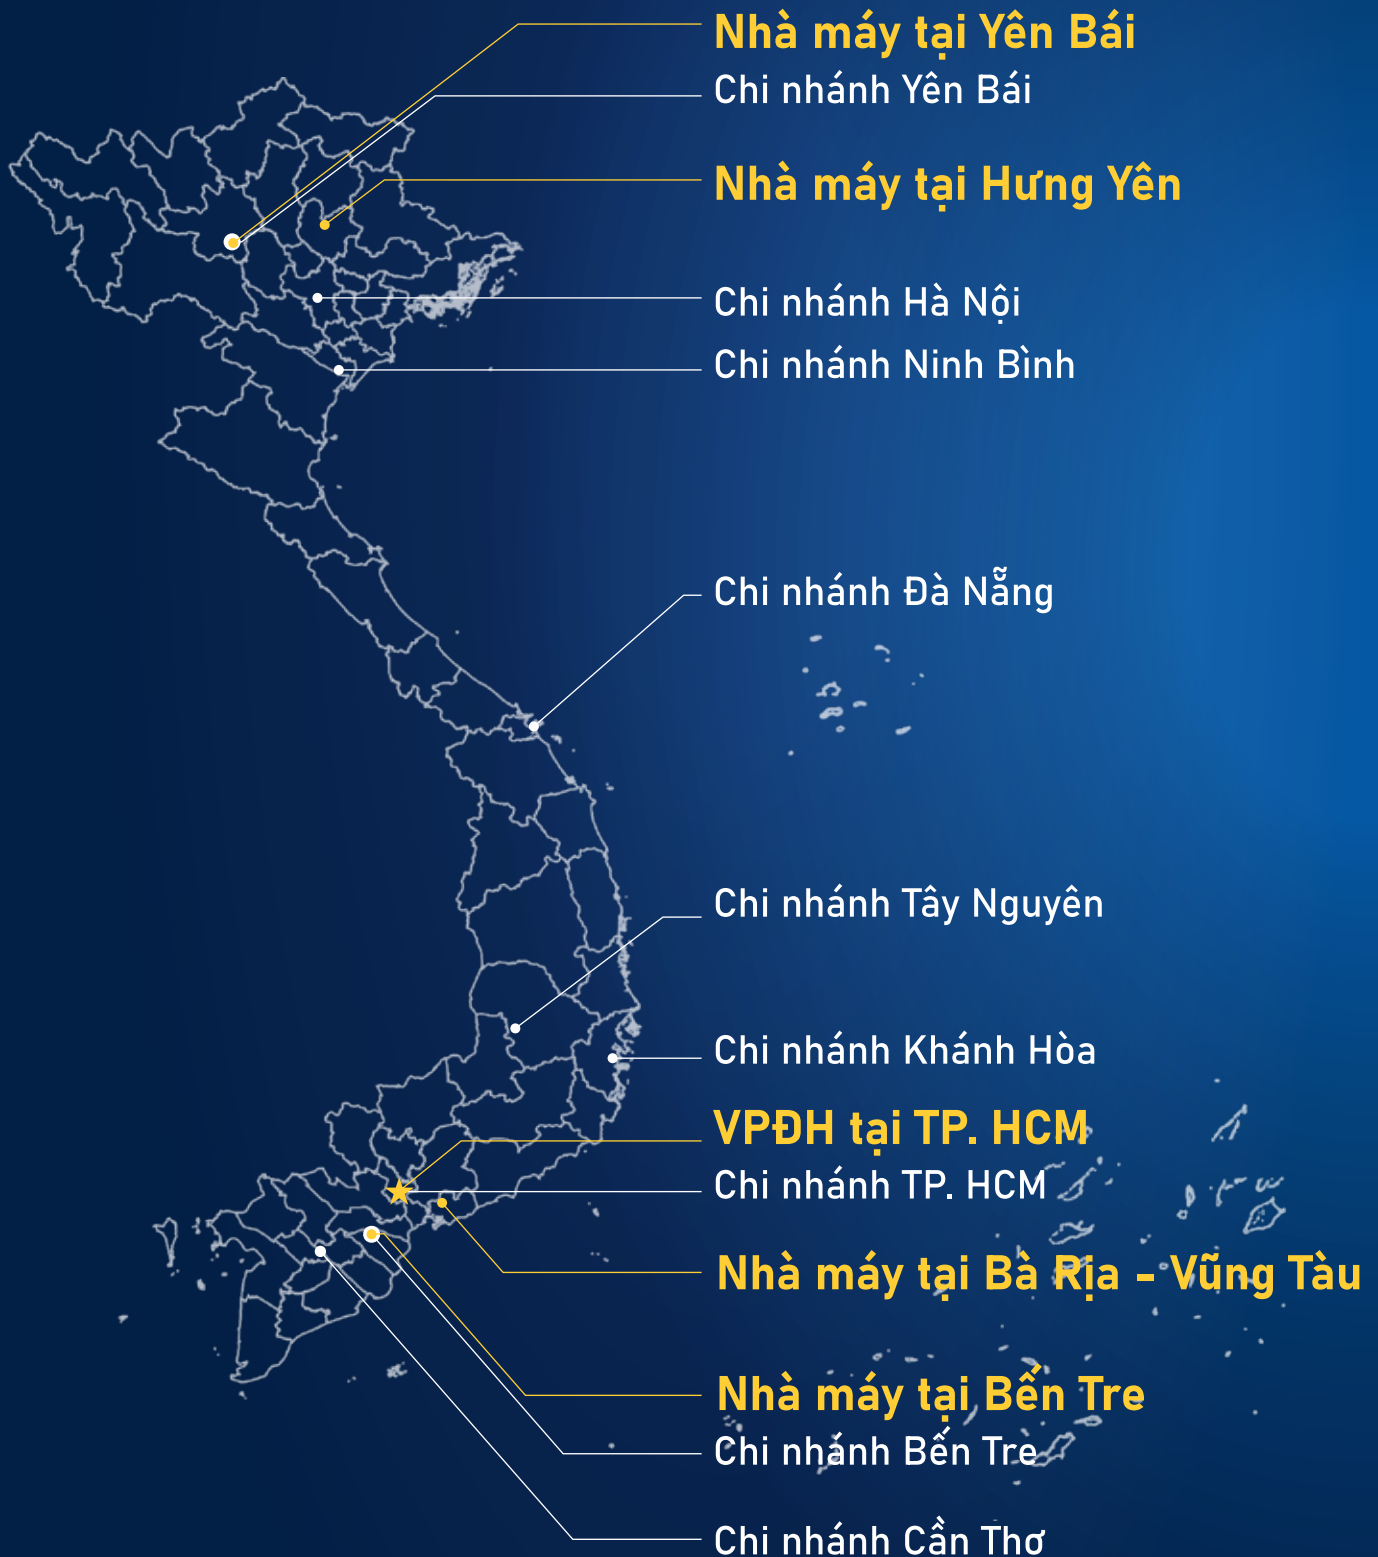 Nhà máy tại Yên Bái
Chi nhánh Yên Bái
Nhà máy tại Hưng Yên
Chi nhánh Hà Nội
Chi nhánh Ninh Bình
Chi nhánh Đà Nẵng
Chi nhánh Tây Nguyên
Chi nhánh Khánh Hòa
VPĐH tại TP. HCM
Chi nhánh TP. HCM
Nhà máy tại Bà Rịa - Vũng Tàu
Nhà máy tại Bến Tre
Chi nhánh Bến Tre
Chi nhánh Cần Thơ